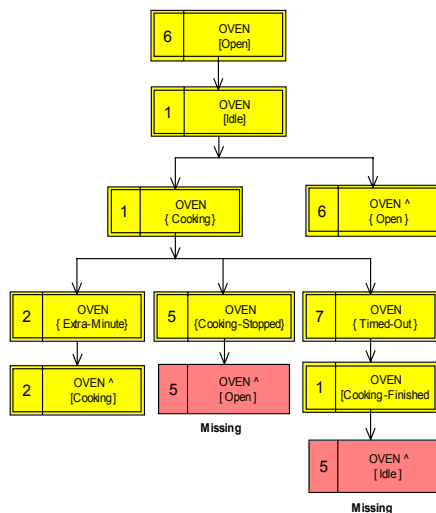 6 OVEN
[Open]
1 OVEN
[Idle]
1 OVEN
{ Cooking}
6 OVEN ^
{ Open }
2 OVEN
{ Extra-Minute}
5 OVEN
{Cooking-Stopped}
7 OVEN
{ Timed-Out}
2 OVEN ^
[Cooking]
5 OVEN ^
[ Open ]
1 OVEN
[Cooking-Finished
Missing
5 OVEN ^
[ Idle ]
Missing